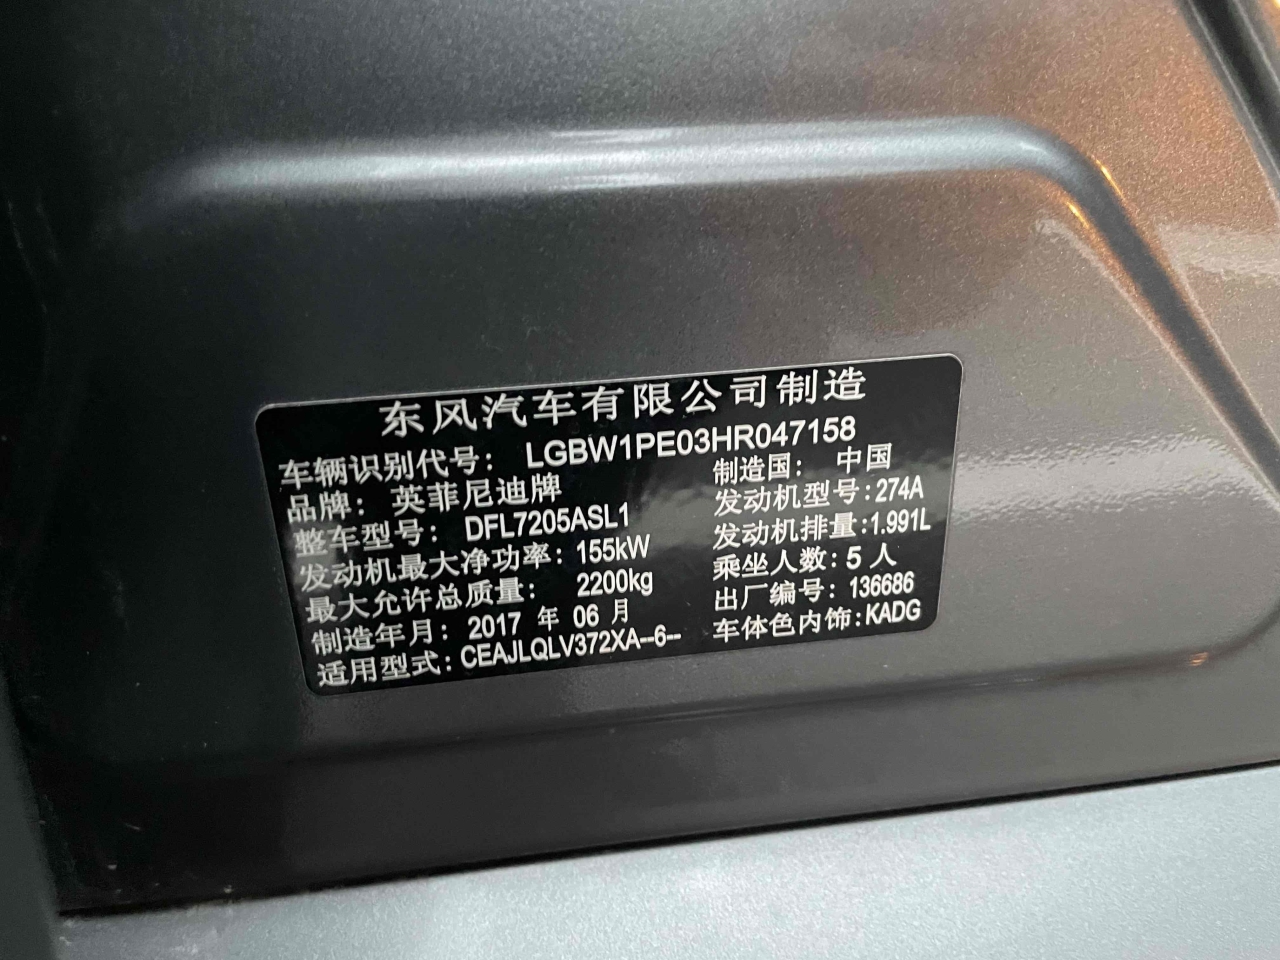 东风汽车有限公司制造
车辆识别代号： LGBW1PE03HR047158
品牌：英菲尼迪牌 制造国： 中国
整车型号： DFL7205ASL1 发动机型号:274A
发动机最大净功率: 155kW 发动机排量:1.991L
最大允许总质量： 2200kg 乘坐人数: 5 人
制造年月: 2017 年 06 月 出厂编号: 136686
适用型式: CEAJLQLV372XA--6-- 车体色内饰:KADG